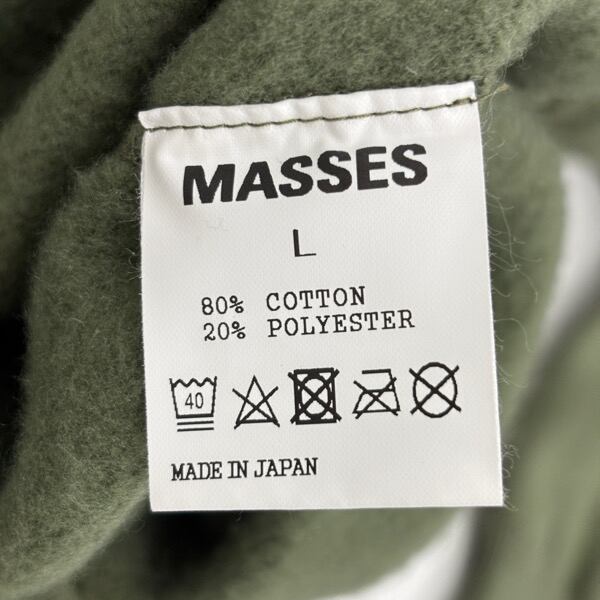 MASSES
L
80% COTTON
20% POLYESTER
40
MADE IN JAPAN